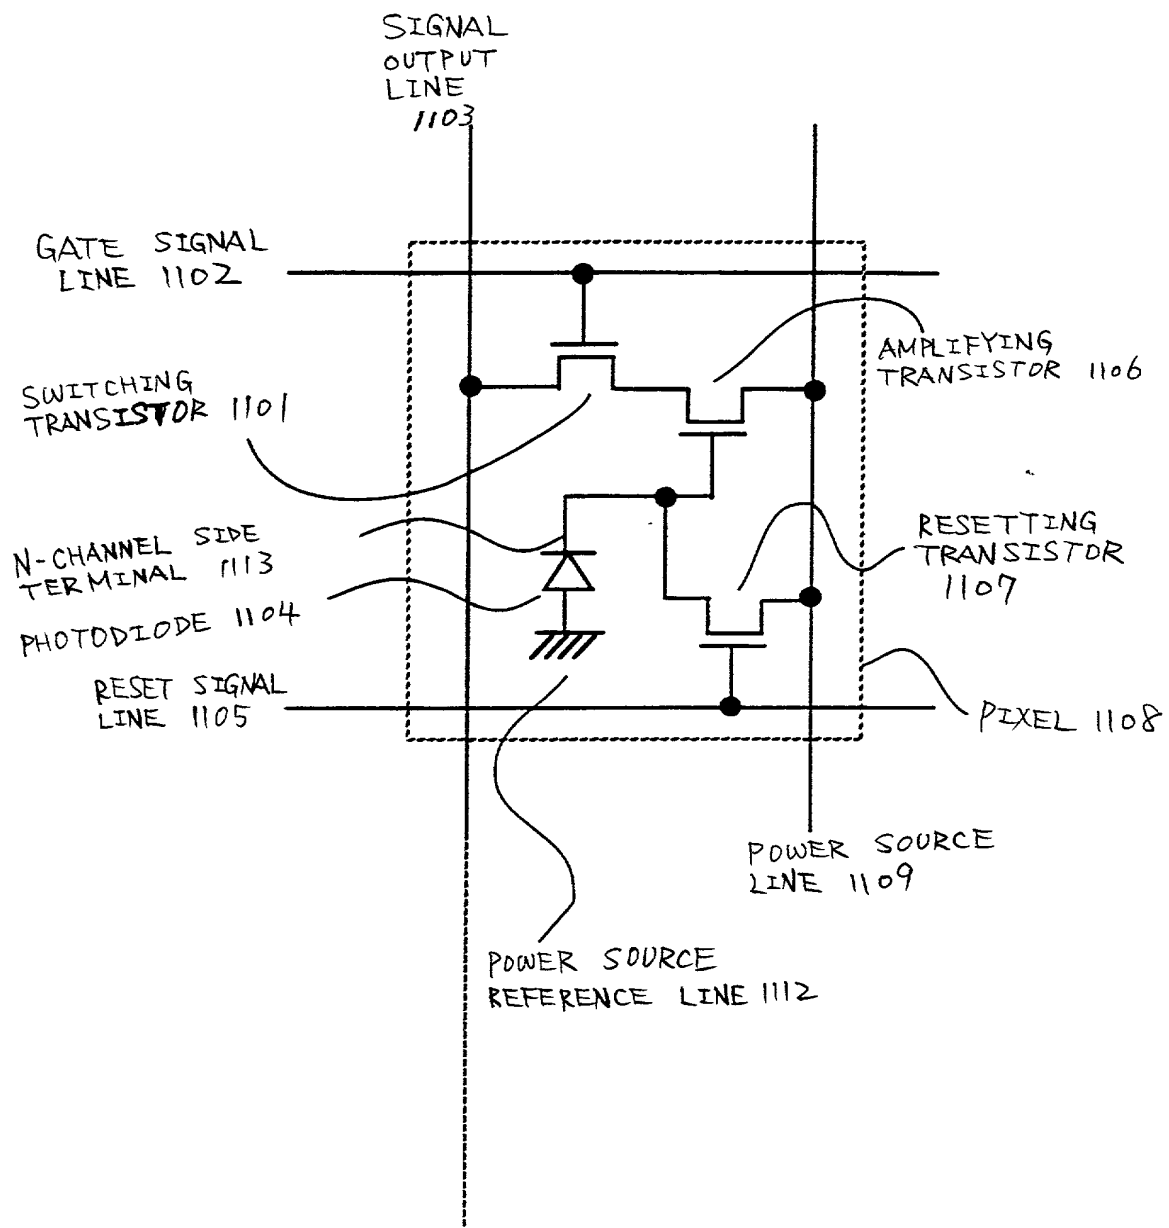 SIGNAL
OUTPUT
LINE
1103
GATE SIGNAL
LINE 1102
AMPLIFYING
TRANSISTOR 1106
SWITCHING
TRANSISTOR 1101
RESETTING
TRANSISTOR
1107
N-CHANNEL SIDE
TERMINAL 1113
PHOTODIODE 1104
RESET SIGNAL
LINE 1105
PIXEL 1108
POWER SOURCE
LINE 1109
POWER SOURCE
REFERENCE LINE 1112